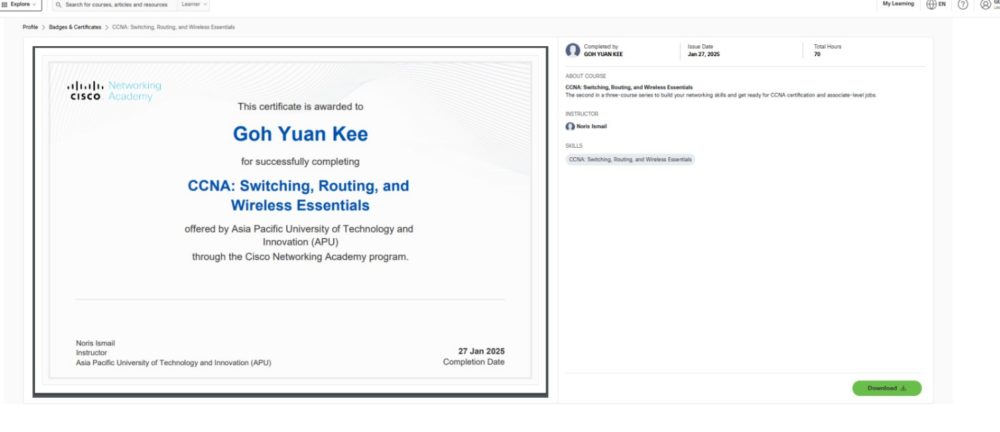 Explore
Search for courses, articles and resources
Learner
My Learning
EN
Profile > Badges & Certificates > CCNA: Switching, Routing, and Wireless Essentials
CISCO Networking Academy
This certificate is awarded to
Goh Yuan Kee
for successfully completing
CCNA: Switching, Routing, and
Wireless Essentials
offered by Asia Pacific University of Technology and
Innovation (APU)
through the Cisco Networking Academy program.
Noris Ismail
Instructor
Asia Pacific University of Technology and Innovation (APU)
27 Jan 2025
Completion Date
Completed by
GOH YUAN KEE
Issue Date
Jan 27, 2025
Total Hours
70
ABOUT COURSE
CCNA: Switching, Routing, and Wireless Essentials
The second in a three-course series to build your networking skills and get ready for CCNA certification and associate-level jobs.
INSTRUCTOR
Noris Ismail
SKILLS
CCNA: Switching, Routing, and Wireless Essentials
Download